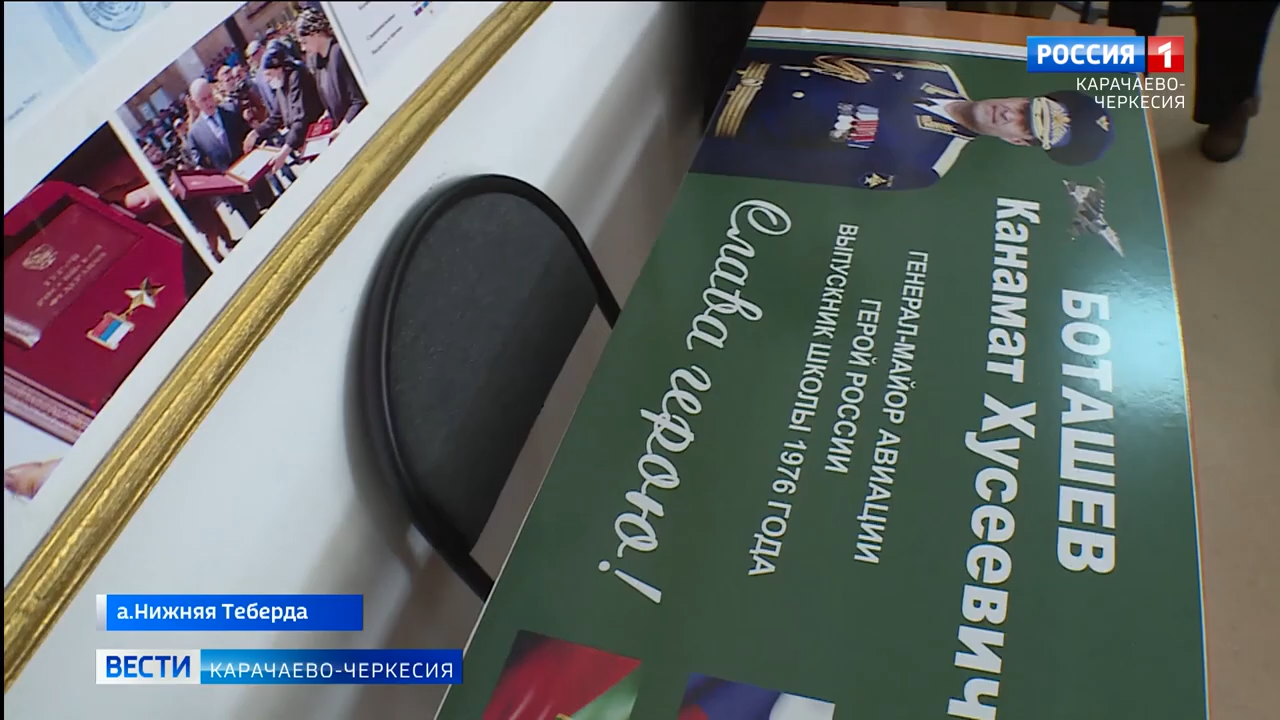 РОССИЯ 1
КАРАЧАЕВО-
ЧЕРКЕСИЯ
БОТАШЕВ
Канамат Хусеевич
ГЕНЕРАЛ-МАЙОР АВИАЦИИ
ГЕРОЙ РОССИИ
ВЫПУСКНИК ШКОЛЫ 1976 ГОДА
Слава герою!
а.Нижняя Теберда
ВЕСТИ КАРАЧАЕВО-ЧЕРКЕСИЯ